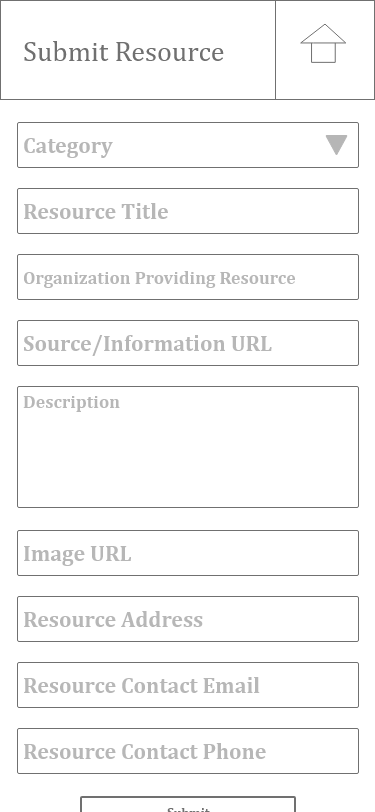 Submit Resource
Category
Resource Title
Organization Providing Resource
Source/Information URL
Description
Image URL
Resource Address
Resource Contact Email
Resource Contact Phone
Submit